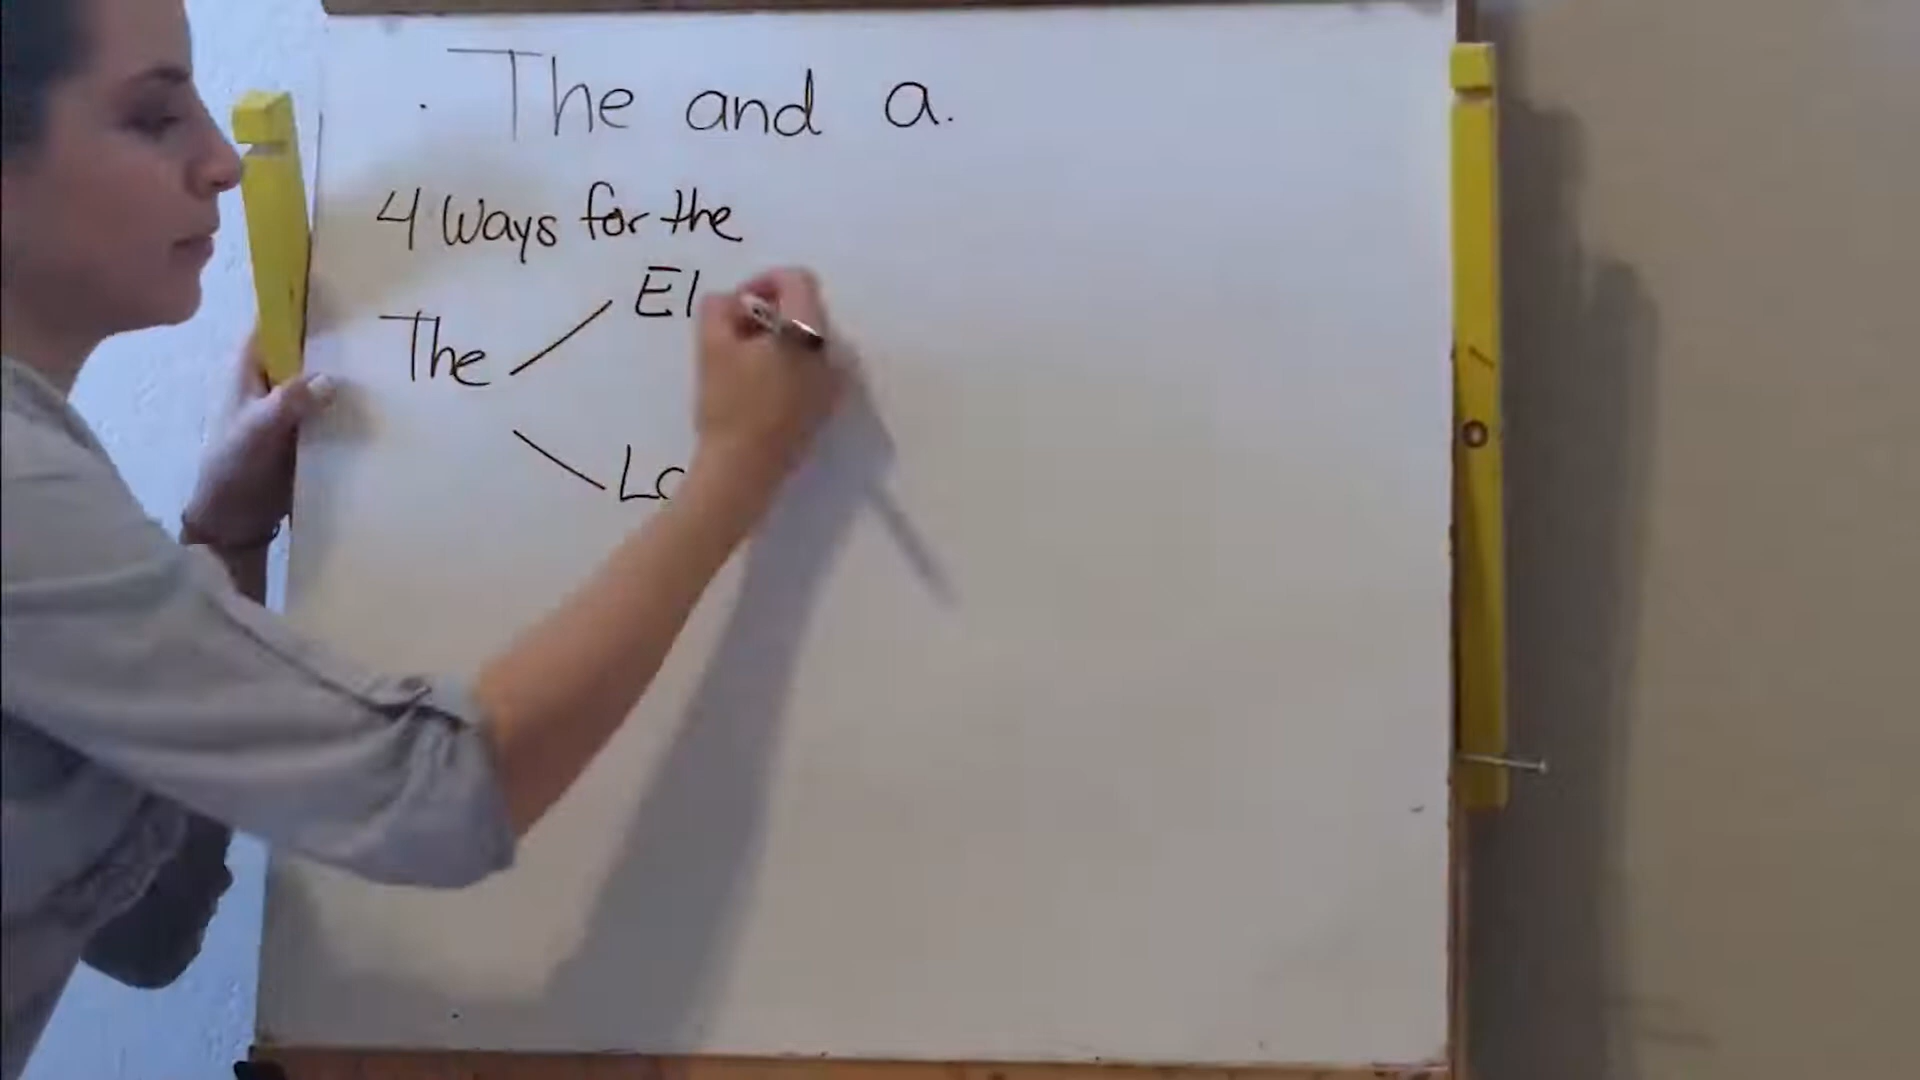 The and a.
4 Ways for the
El
The